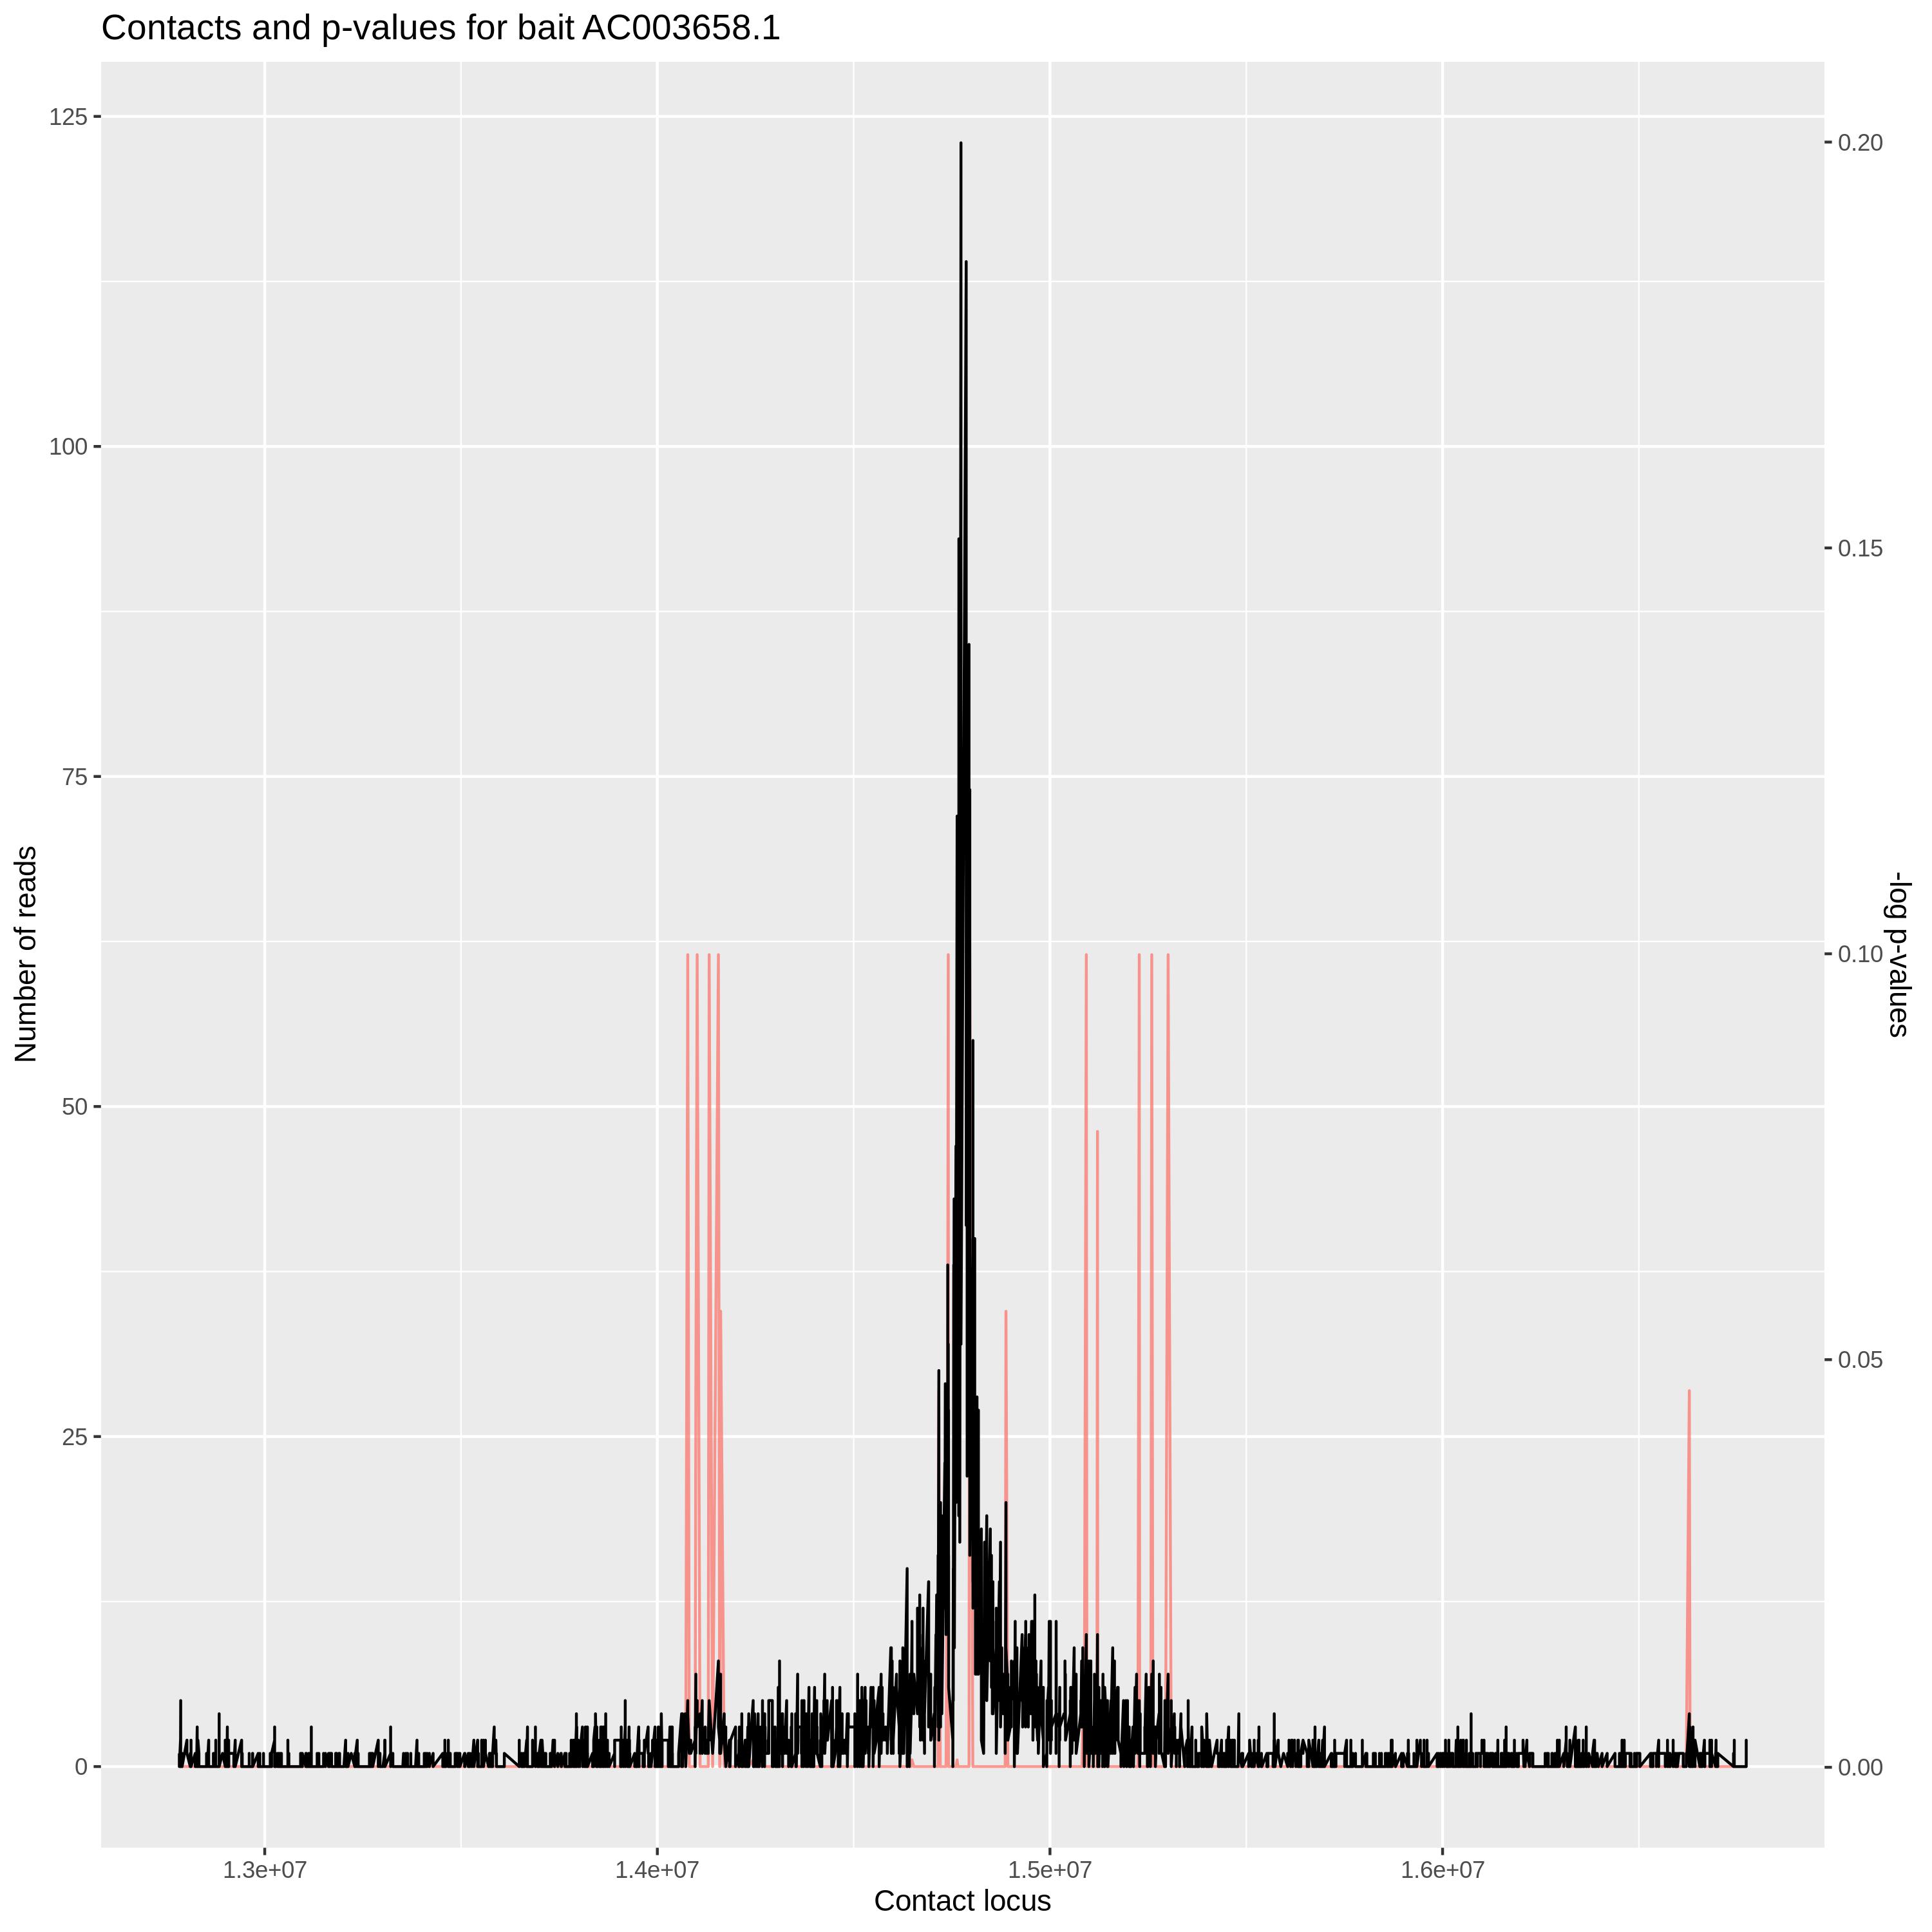 Contacts and p-values for bait AC003658.1
125
100
75
50
25
0
Number of reads
0.20
0.15
0.10
0.05
0.00
-log p-values
1.3e+07 1.4e+07 1.5e+07 1.6e+07
Contact locus